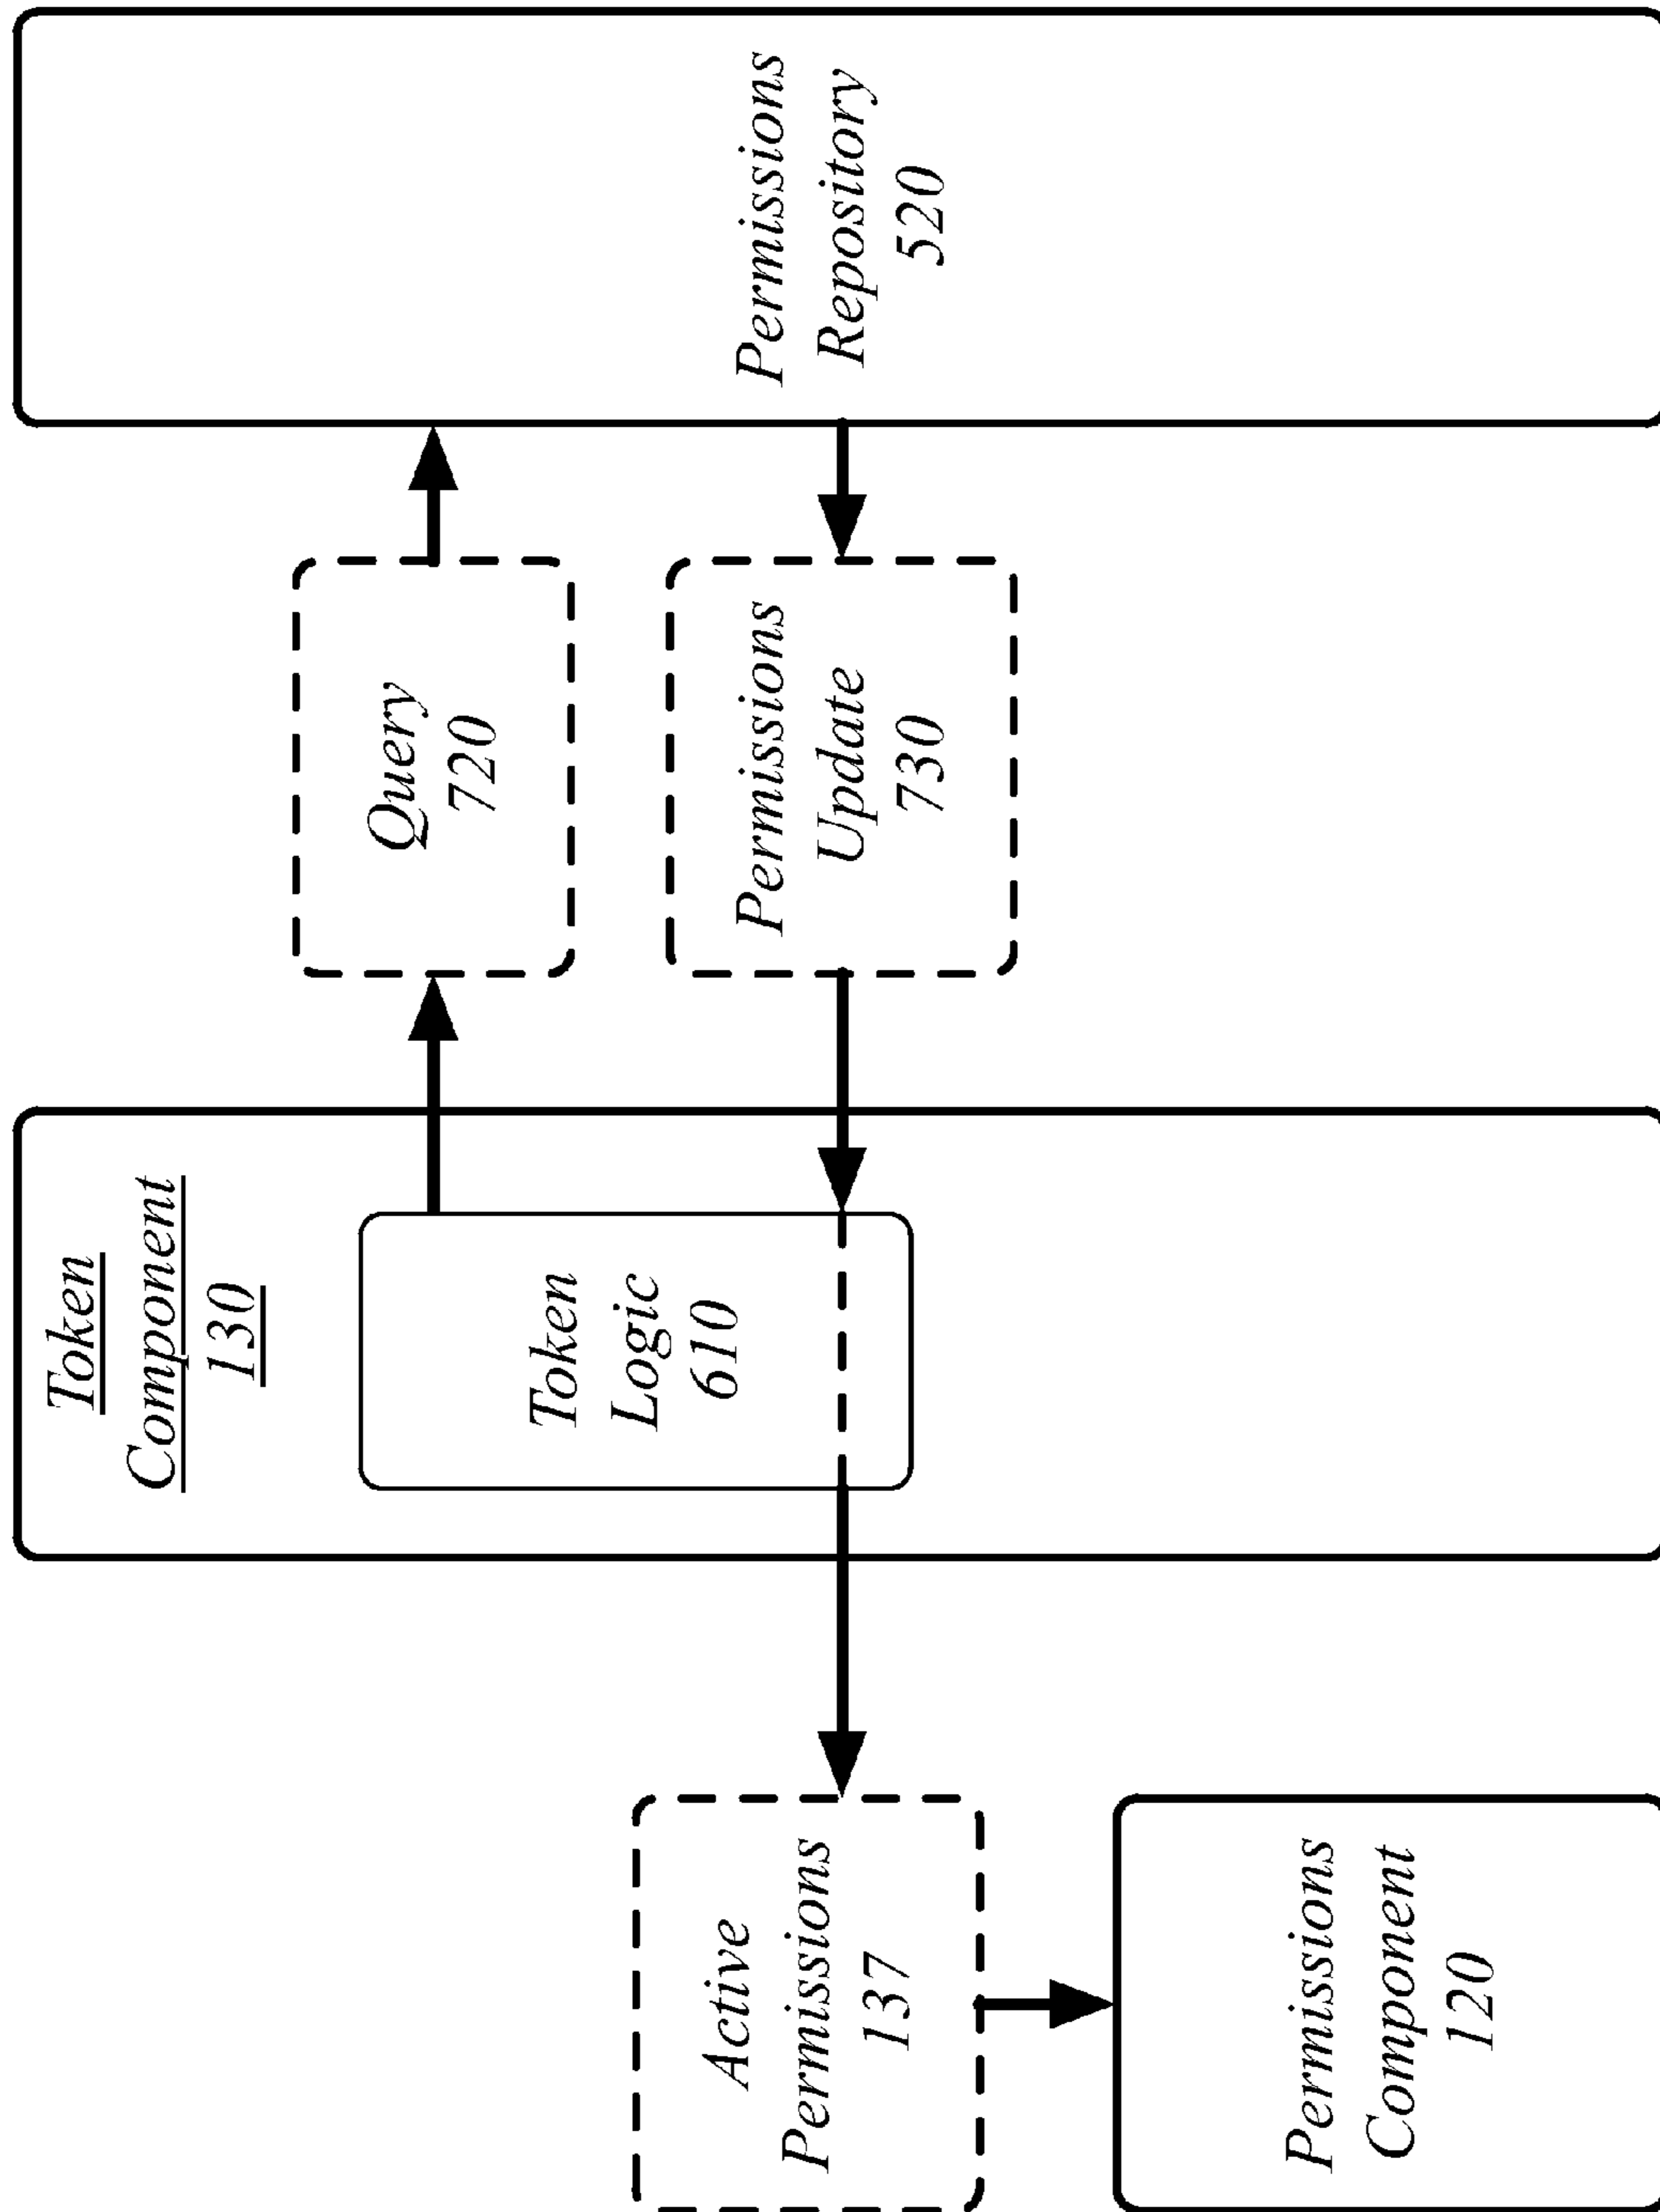 Token
Component
130
Token
Logic
610
Query
720
Permissions
Update
730
Permissions
Repository
520
Active
Permissions
137
Permissions
Component
120